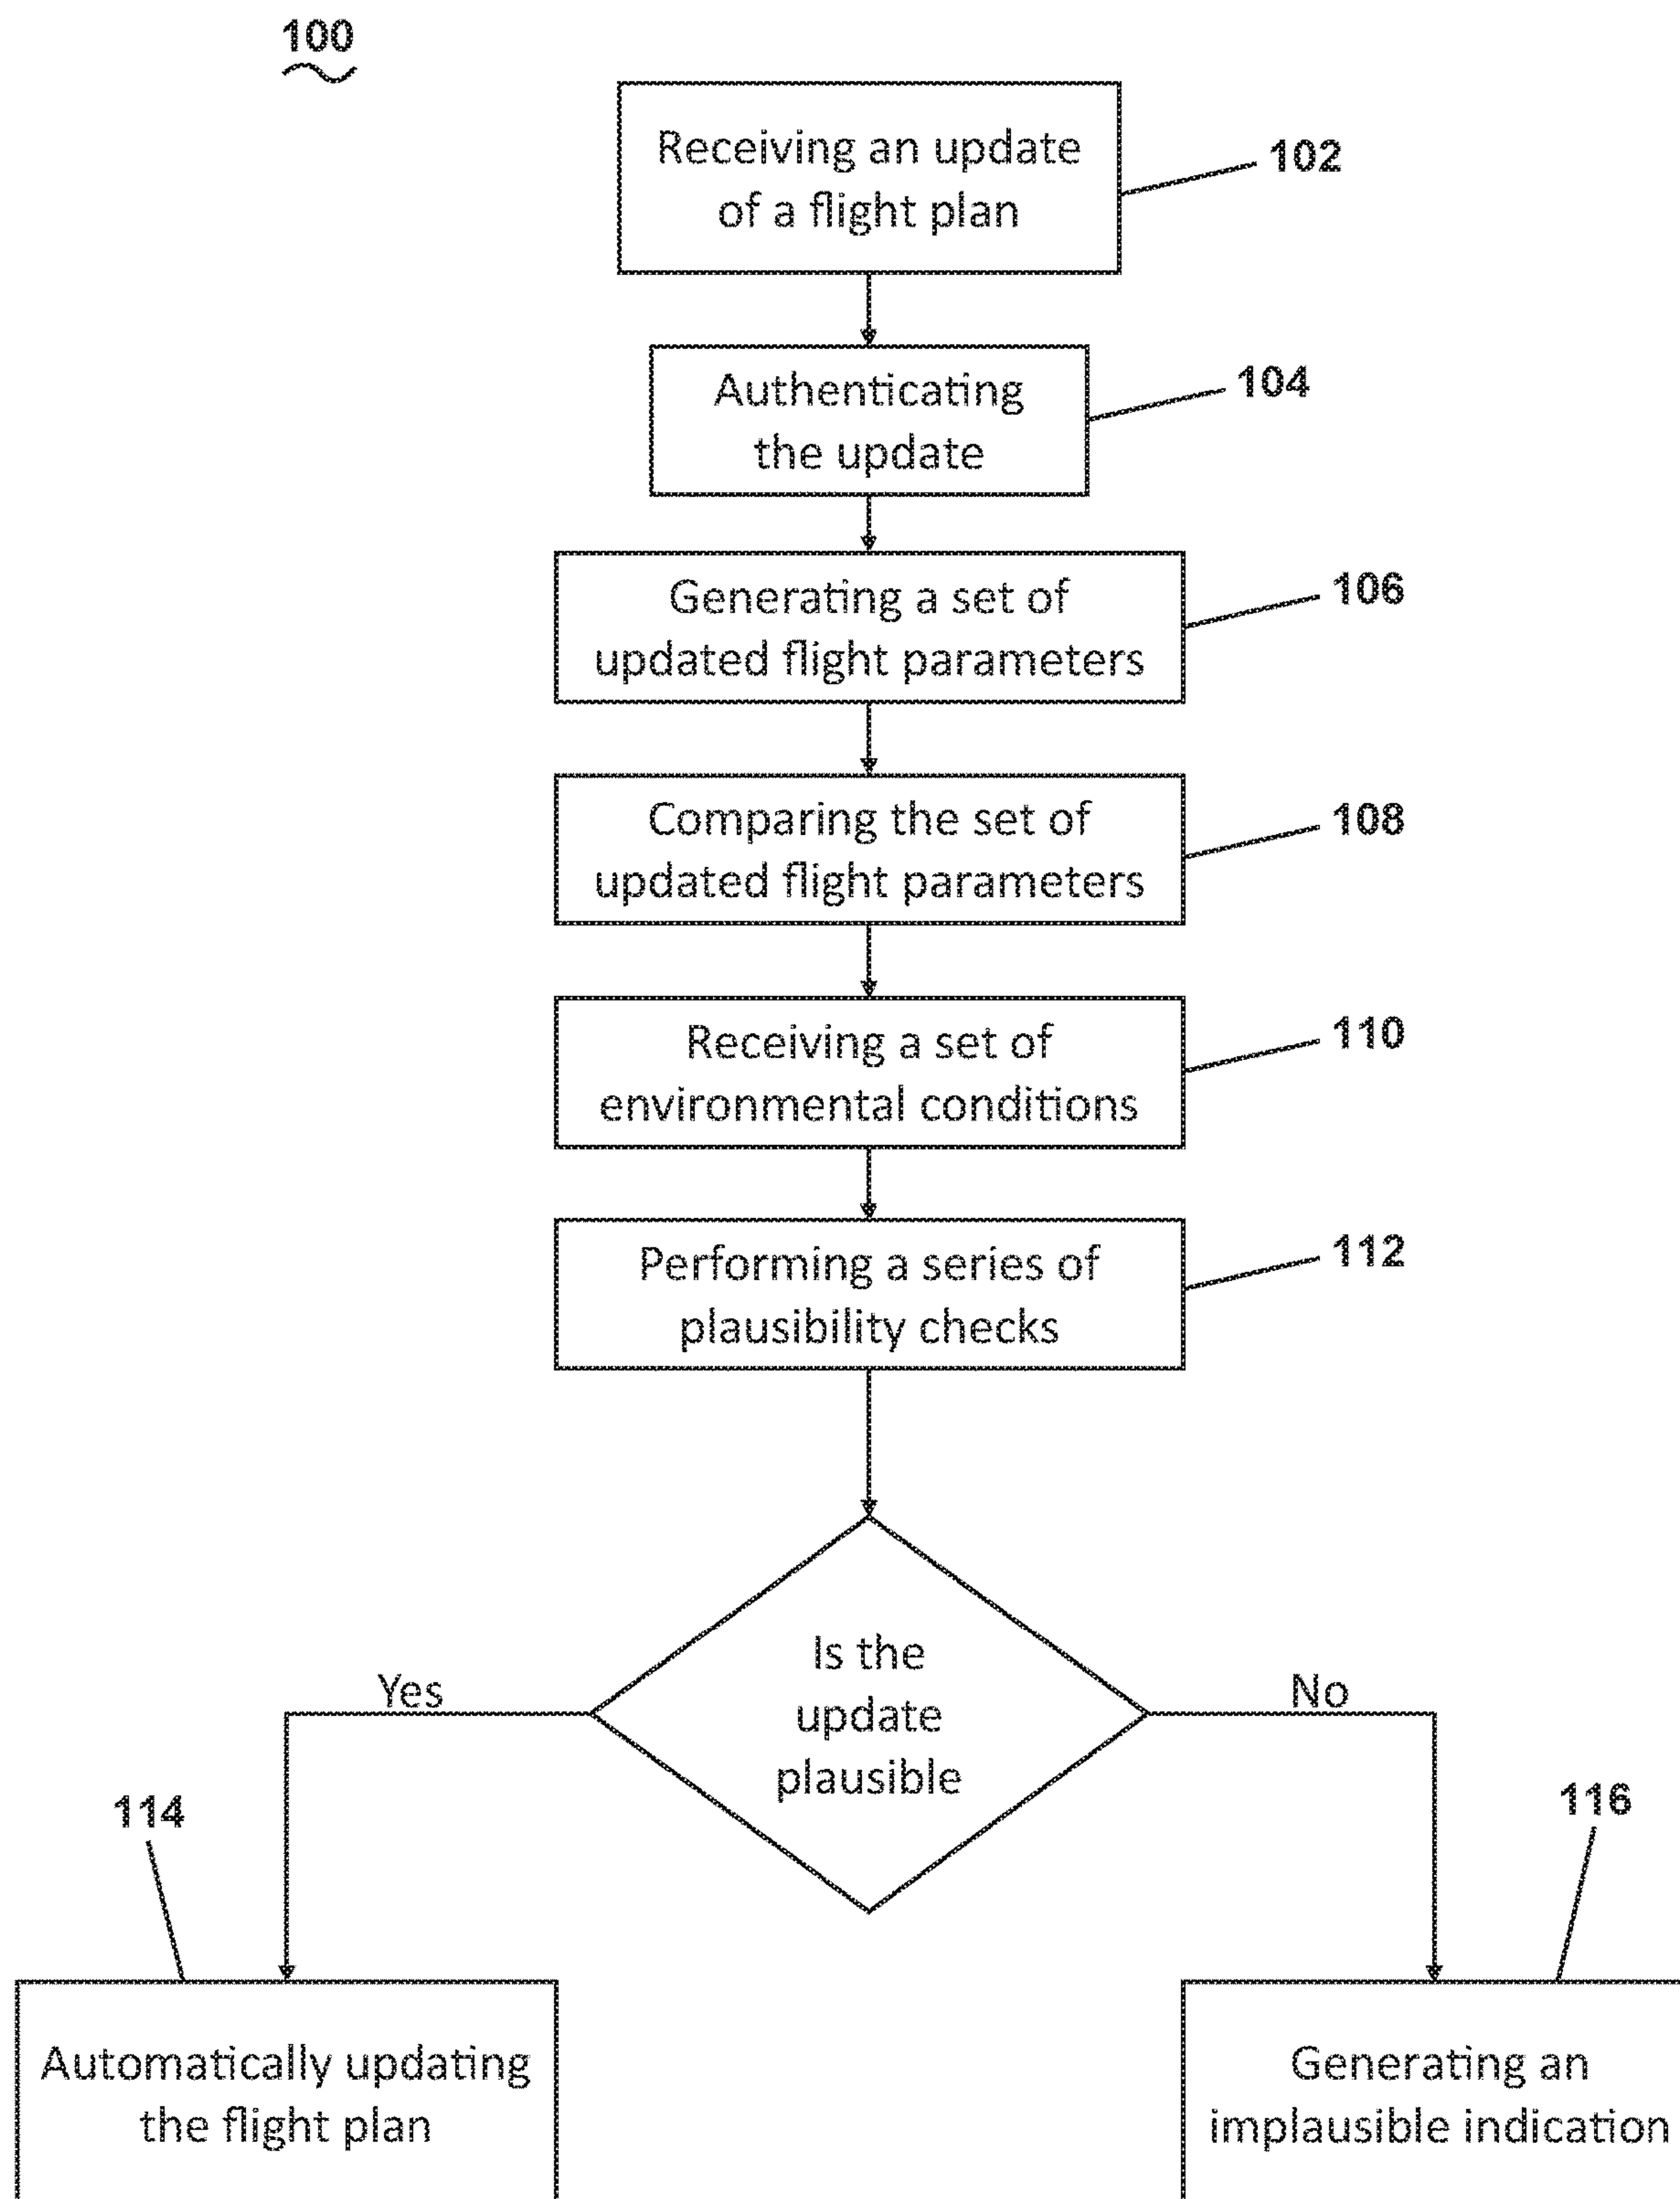 100
Receiving an update
of a flight plan
102
Authenticating
the update
104
Generating a set of
updated flight parameters
106
Comparing the set of
updated flight parameters
108
Receiving a set of
environmental conditions
110
Performing a series of
plausibility checks
112
Is the
update
plausible
Yes
No
114
116
Automatically updating
the flight plan
Generating an
implausible indication